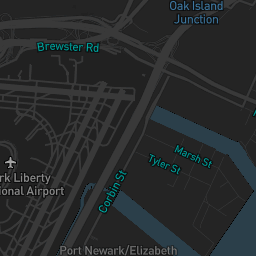 Oak Island
Junction
Brewster Rd
Marsh St
Tyler St
rk Liberty
ional Airport
Corbin St
Port Newark/Elizabeth